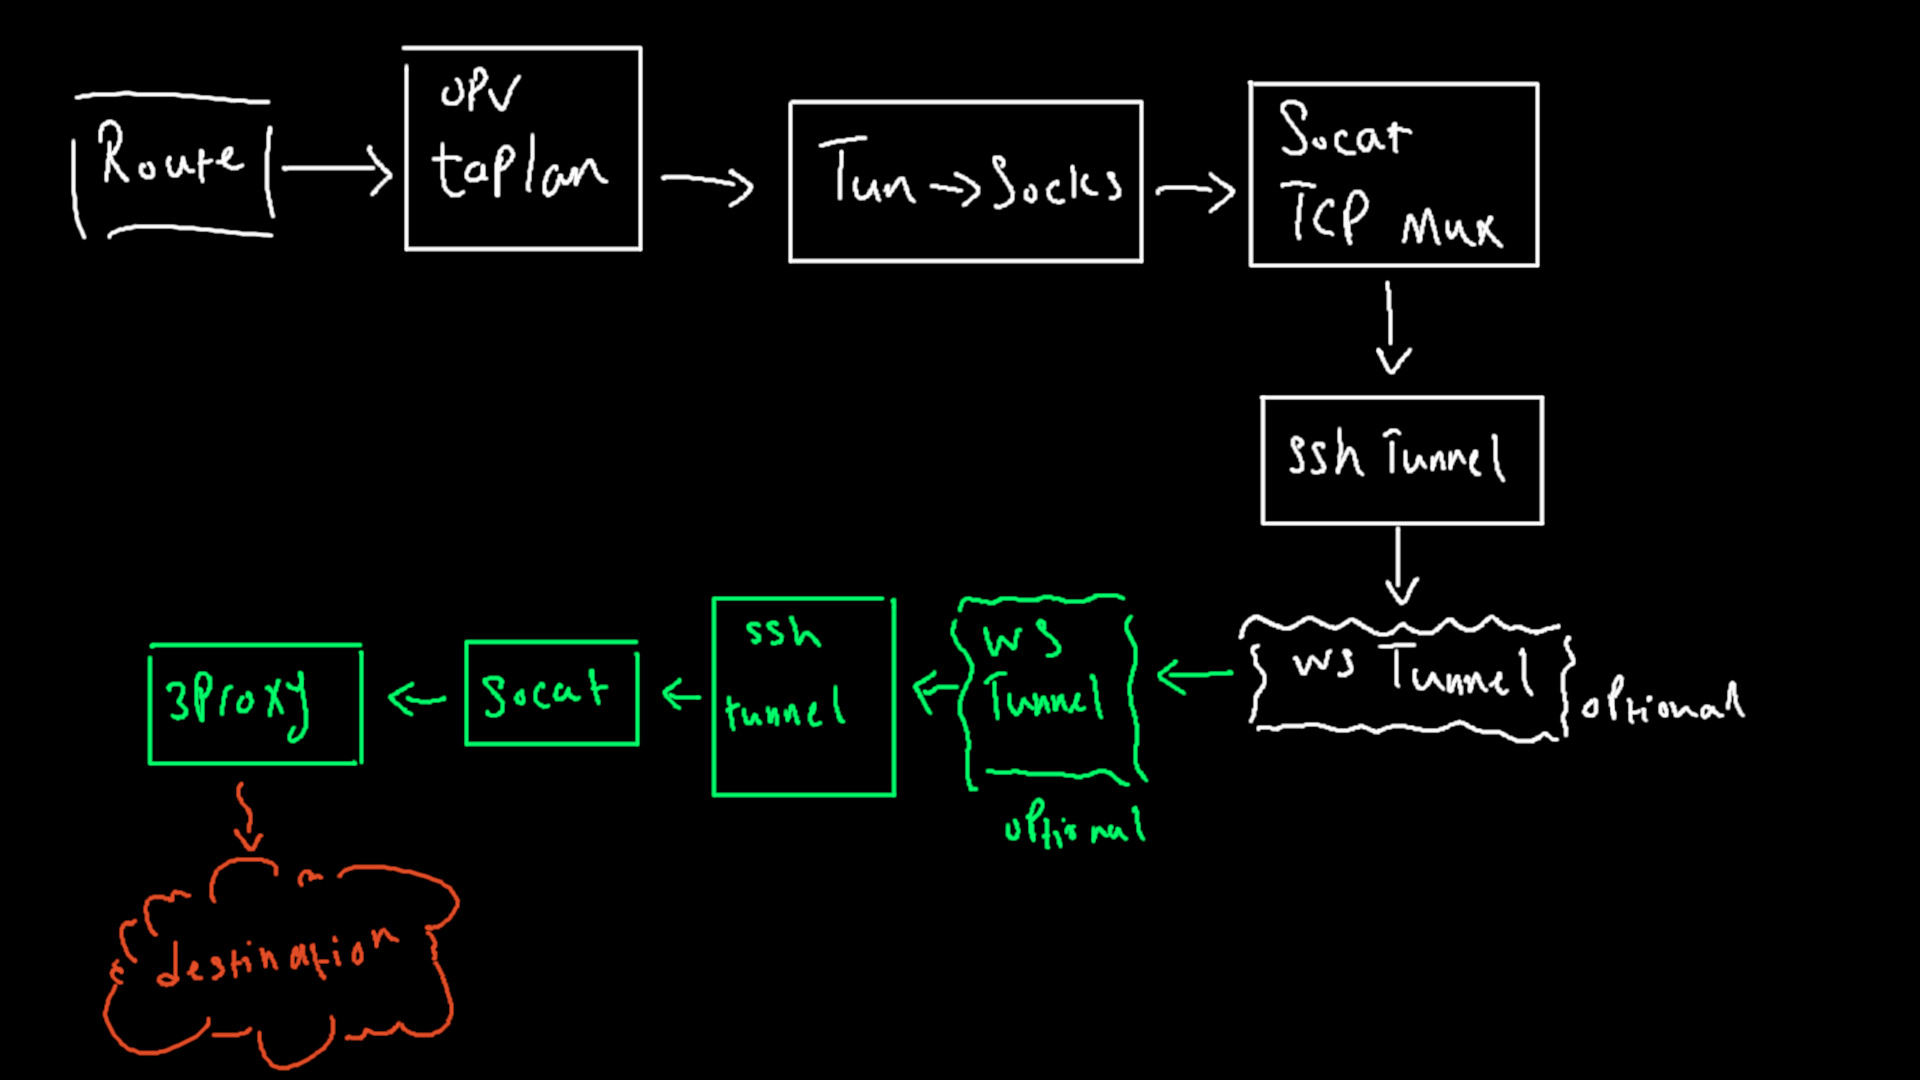 Route
OPV
taplan
Tun → Socks
Socat
TCP Mux
ssh Tunnel
WS Tunnel
optional
WS
Tunnel
optional
ssh
tunnel
Socat
3Proxy
destination